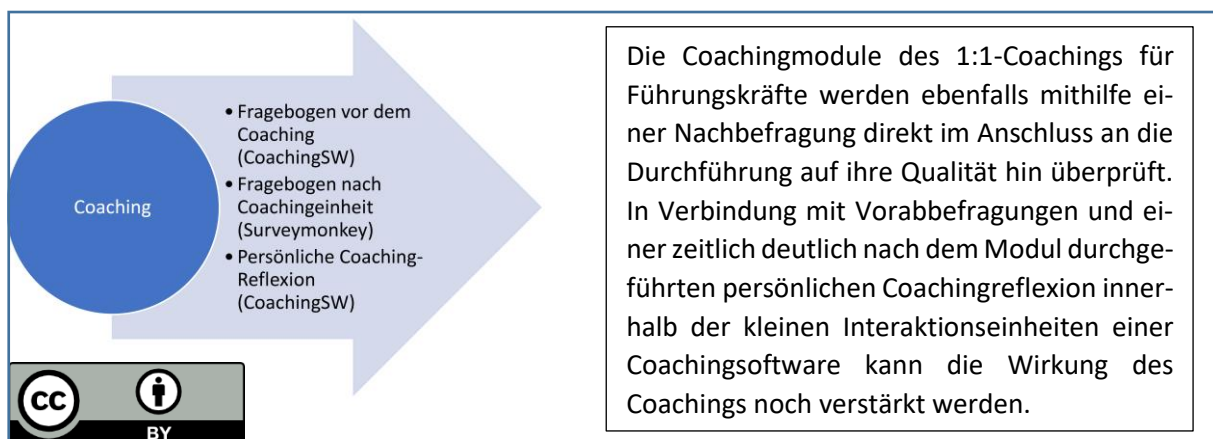 Coaching
• Fragebogen vor dem
Coaching
(CoachingSW)
• Fragebogen nach
Coachingeinheit
(Surveymonkey)
• Persönliche Coaching-
Reflexion
(CoachingSW)
Die Coachingmodule des 1:1-Coachings für
Führungskräfte werden ebenfalls mithilfe ei-
ner Nachbefragung direkt im Anschluss an die
Durchführung auf ihre Qualität hin überprüft.
In Verbindung mit Vorabbefragungen und ei-
ner zeitlich deutlich nach dem Modul durchge-
führten persönlichen Coachingreflexion inner-
halb der kleinen Interaktionseinheiten einer
Coachingsoftware kann die Wirkung des
Coachings noch verstärkt werden.
cc
BY